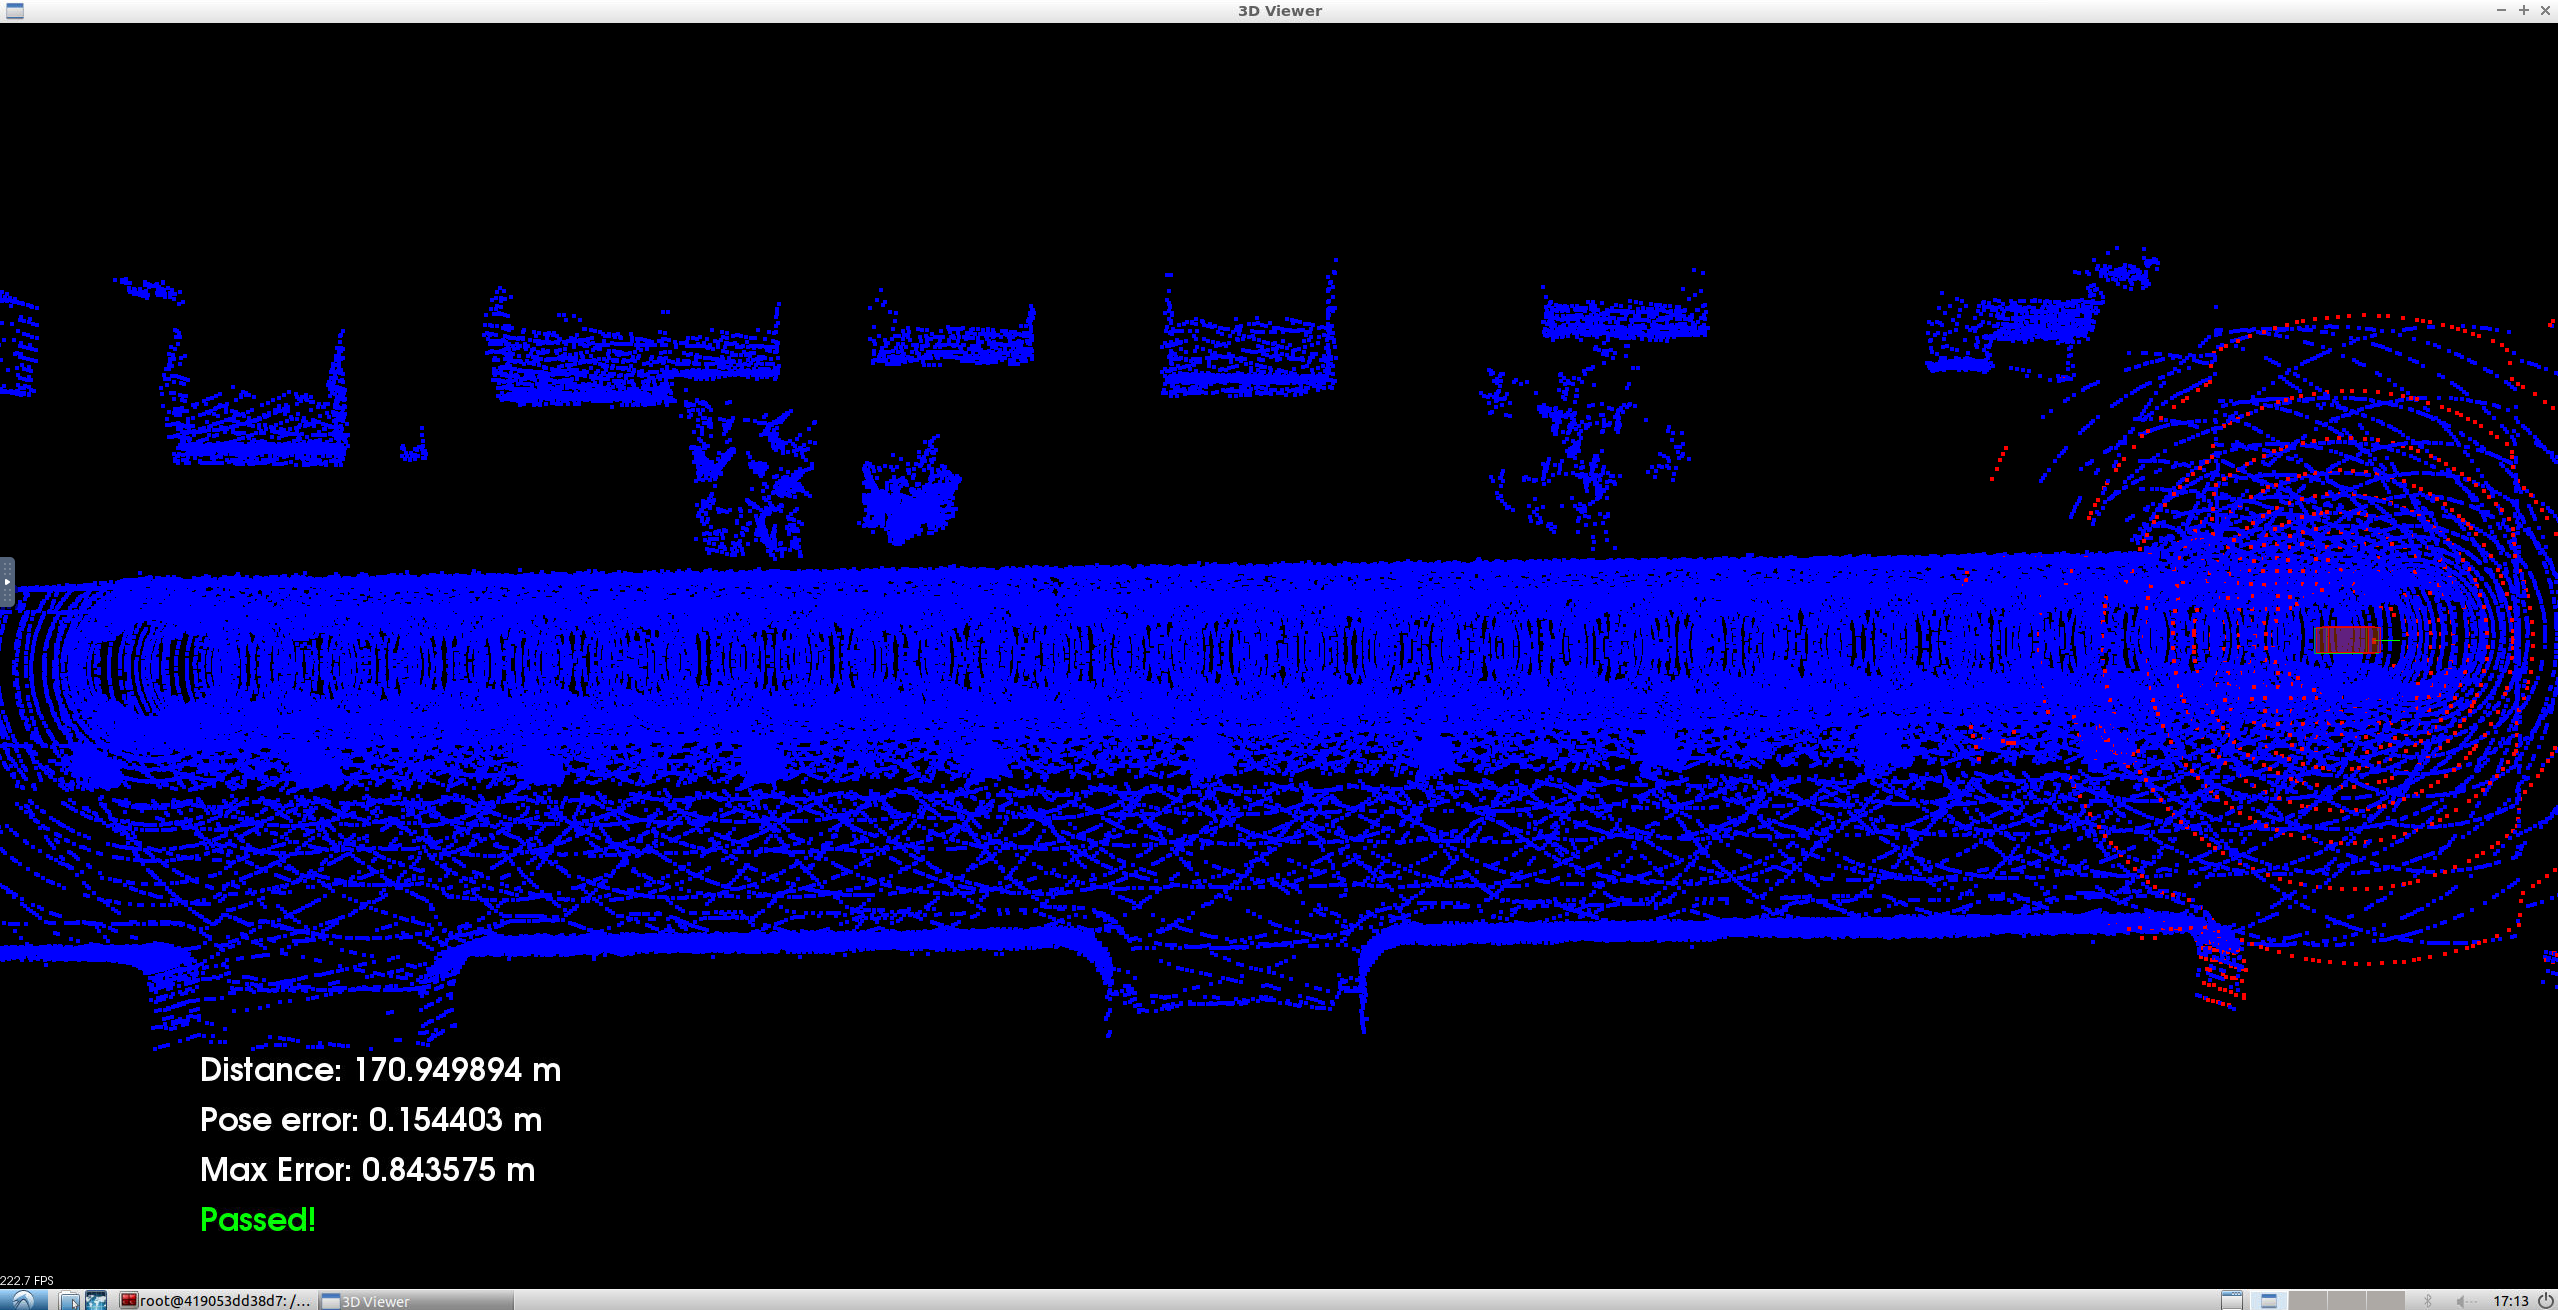 3D Viewer
Distance: 170.949894 m
Pose error: 0.154403 m
Max Error: 0.843575 m
Passed!
222.7 FPS
root@419053dd38d7: /...
3D Viewer
17:13